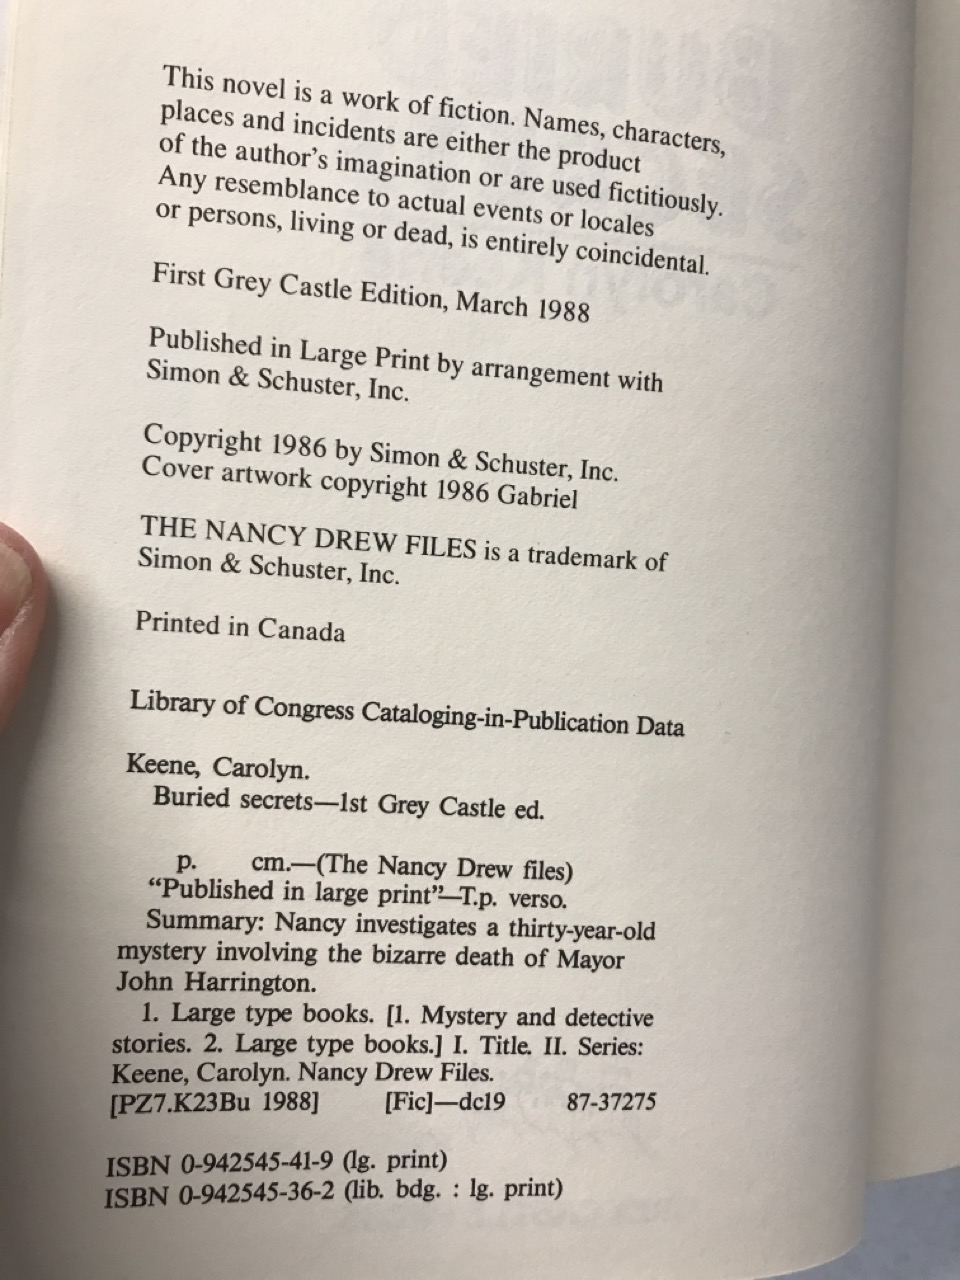 This novel is a work of fiction. Names, characters,
places and incidents are either the product
of the author's imagination or are used fictitiously.
Any resemblance to actual events or locales
or persons, living or dead, is entirely coincidental.
First Grey Castle Edition, March 1988
Published in Large Print by arrangement with
Simon & Schuster, Inc.
Copyright 1986 by Simon & Schuster, Inc.
Cover artwork copyright 1986 Gabriel
THE NANCY DREW FILES is a trademark of
Simon & Schuster, Inc.
Printed in Canada
Library of Congress Cataloging-in-Publication Data
Keene, Carolyn.
Buried secrets—1st Grey Castle ed.
p. cm.—(The Nancy Drew files)
“Published in large print”—T.p. verso.
Summary: Nancy investigates a thirty-year-old
mystery involving the bizarre death of Mayor
John Harrington.
1. Large type books. [1. Mystery and detective
stories. 2. Large type books.] I. Title. II. Series:
Keene, Carolyn. Nancy Drew Files.
[PZ7.K23Bu 1988] [Fic]—dc19 87-37275
ISBN 0-942545-41-9 (lg. print)
ISBN 0-942545-36-2 (lib. bdg. : lg. print)